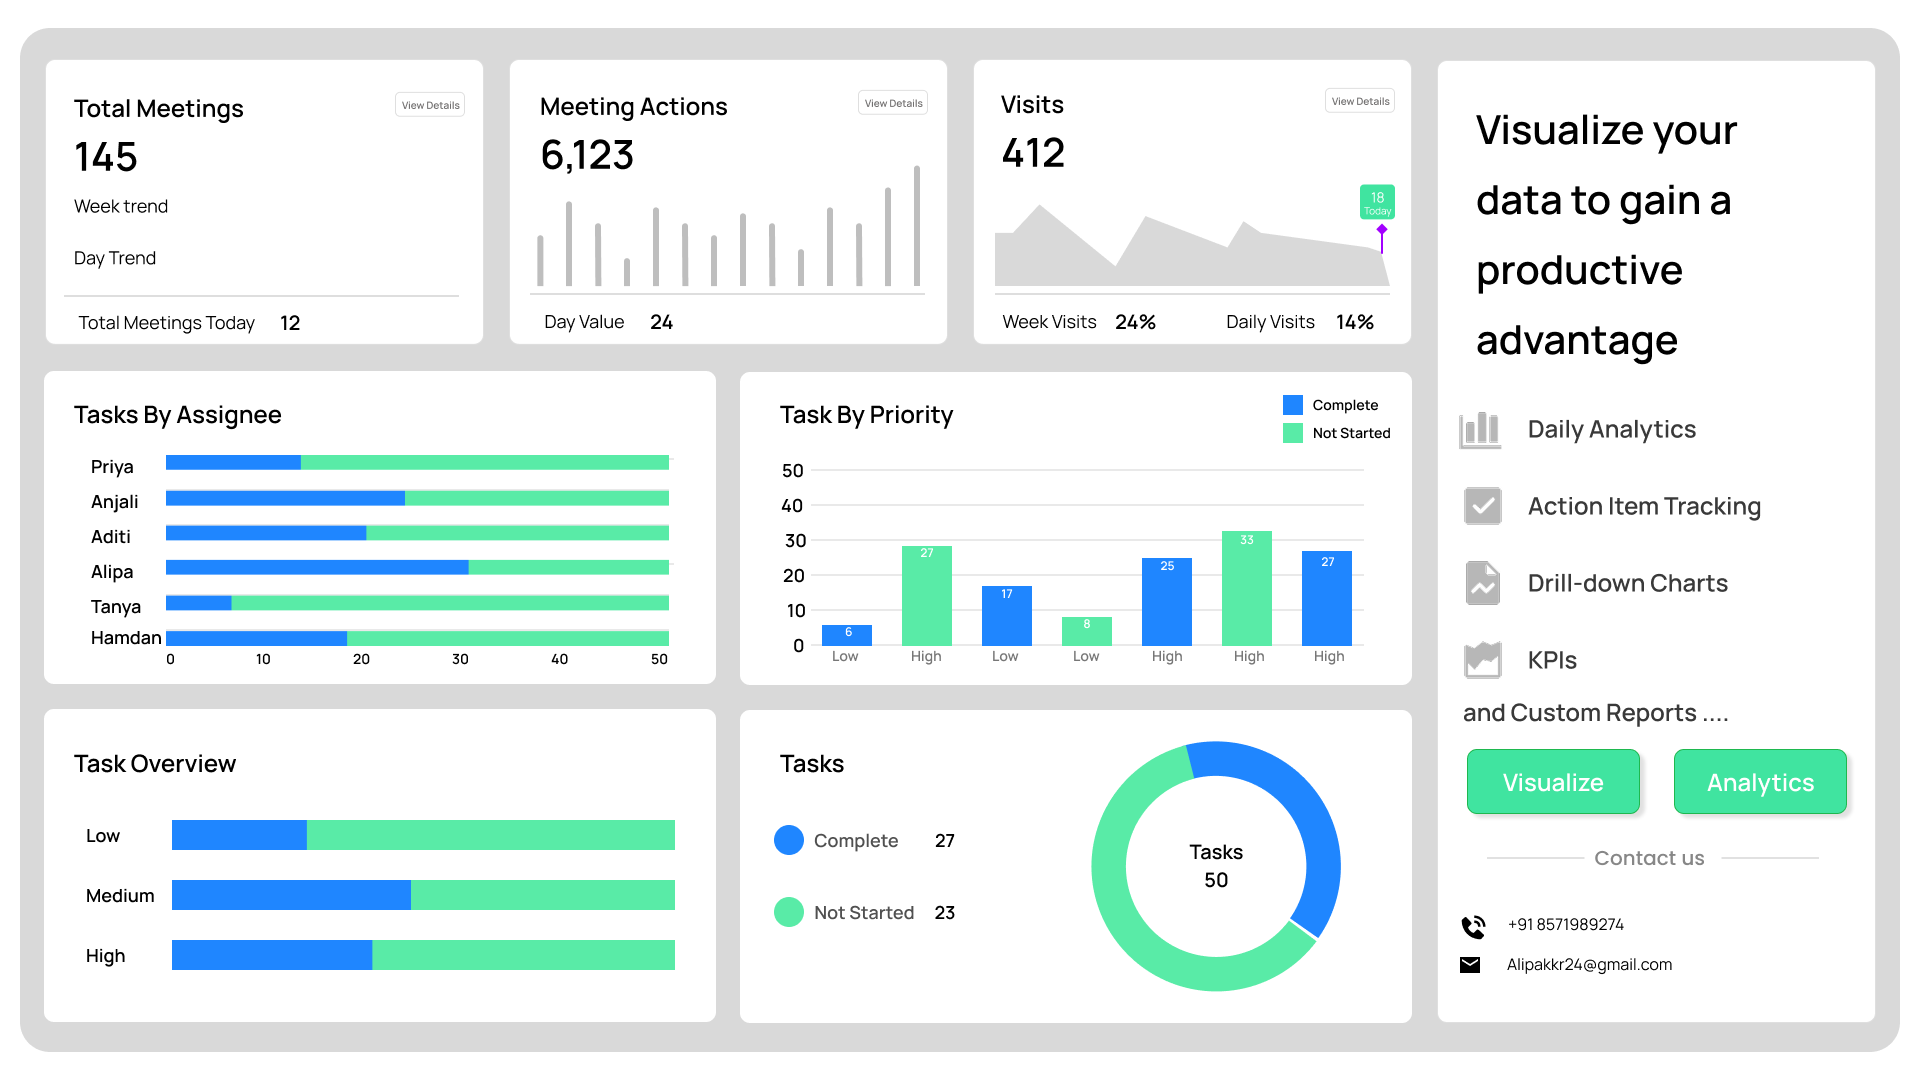 Total Meetings
View Details
145
Week trend
Day Trend
Total Meetings Today 12
Meeting Actions
View Details
6,123
Day Value 24
Visits
View Details
412
18
Today
Week Visits 24% Daily Visits 14%
Tasks By Assignee
Priya
Anjali
Aditi
Alipa
Tanya
Hamdan
0 10 20 30 40 50
Task By Priority
Complete
Not Started
50
40
30
20
10
0
6 27 17 8 25 33 27
Low High Low Low High High High
Task Overview
Low
Medium
High
Tasks
Complete 27
Not Started 23
Tasks
50
Visualize your
data to gain a
productive
advantage
Daily Analytics
Action Item Tracking
Drill-down Charts
KPIs
and Custom Reports ....
Visualize Analytics
Contact us
+91 8571989274
Alipakkr24@gmail.com